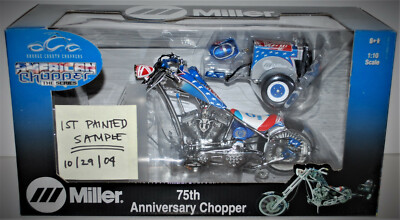 Miller
ORANGE COUNTY CHOPPERS
AMERICAN
Chopper
THE SERIES
1:10
Scale
1ST PAINTED
SAMPLE
10/29/04
Miller
75th
Anniversary Chopper